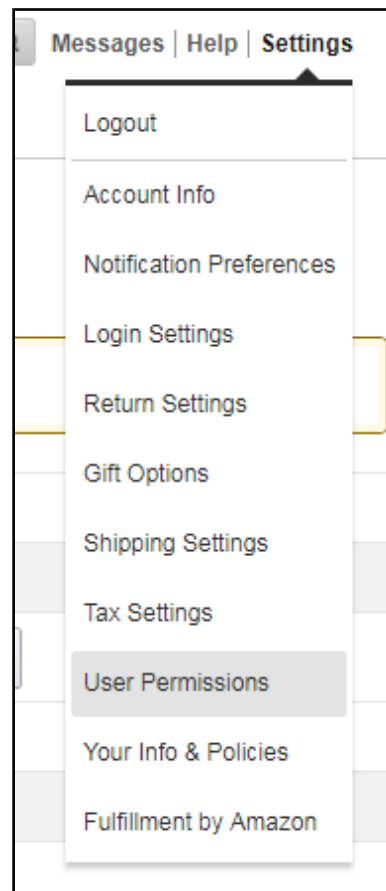 Messages | Help | Settings
Logout
Account Info
Notification Preferences
Login Settings
Return Settings
Gift Options
Shipping Settings
Tax Settings
User Permissions
Your Info & Policies
Fulfillment by Amazon